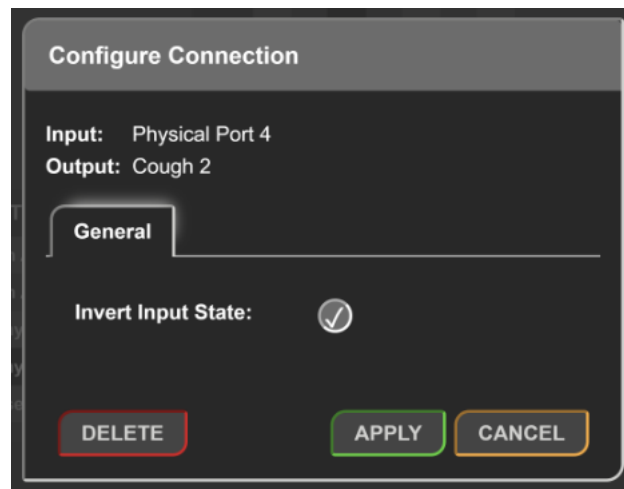 Configure Connection
Input: Physical Port 4
Output: Cough 2
General
Invert Input State:
DELETE APPLY CANCEL